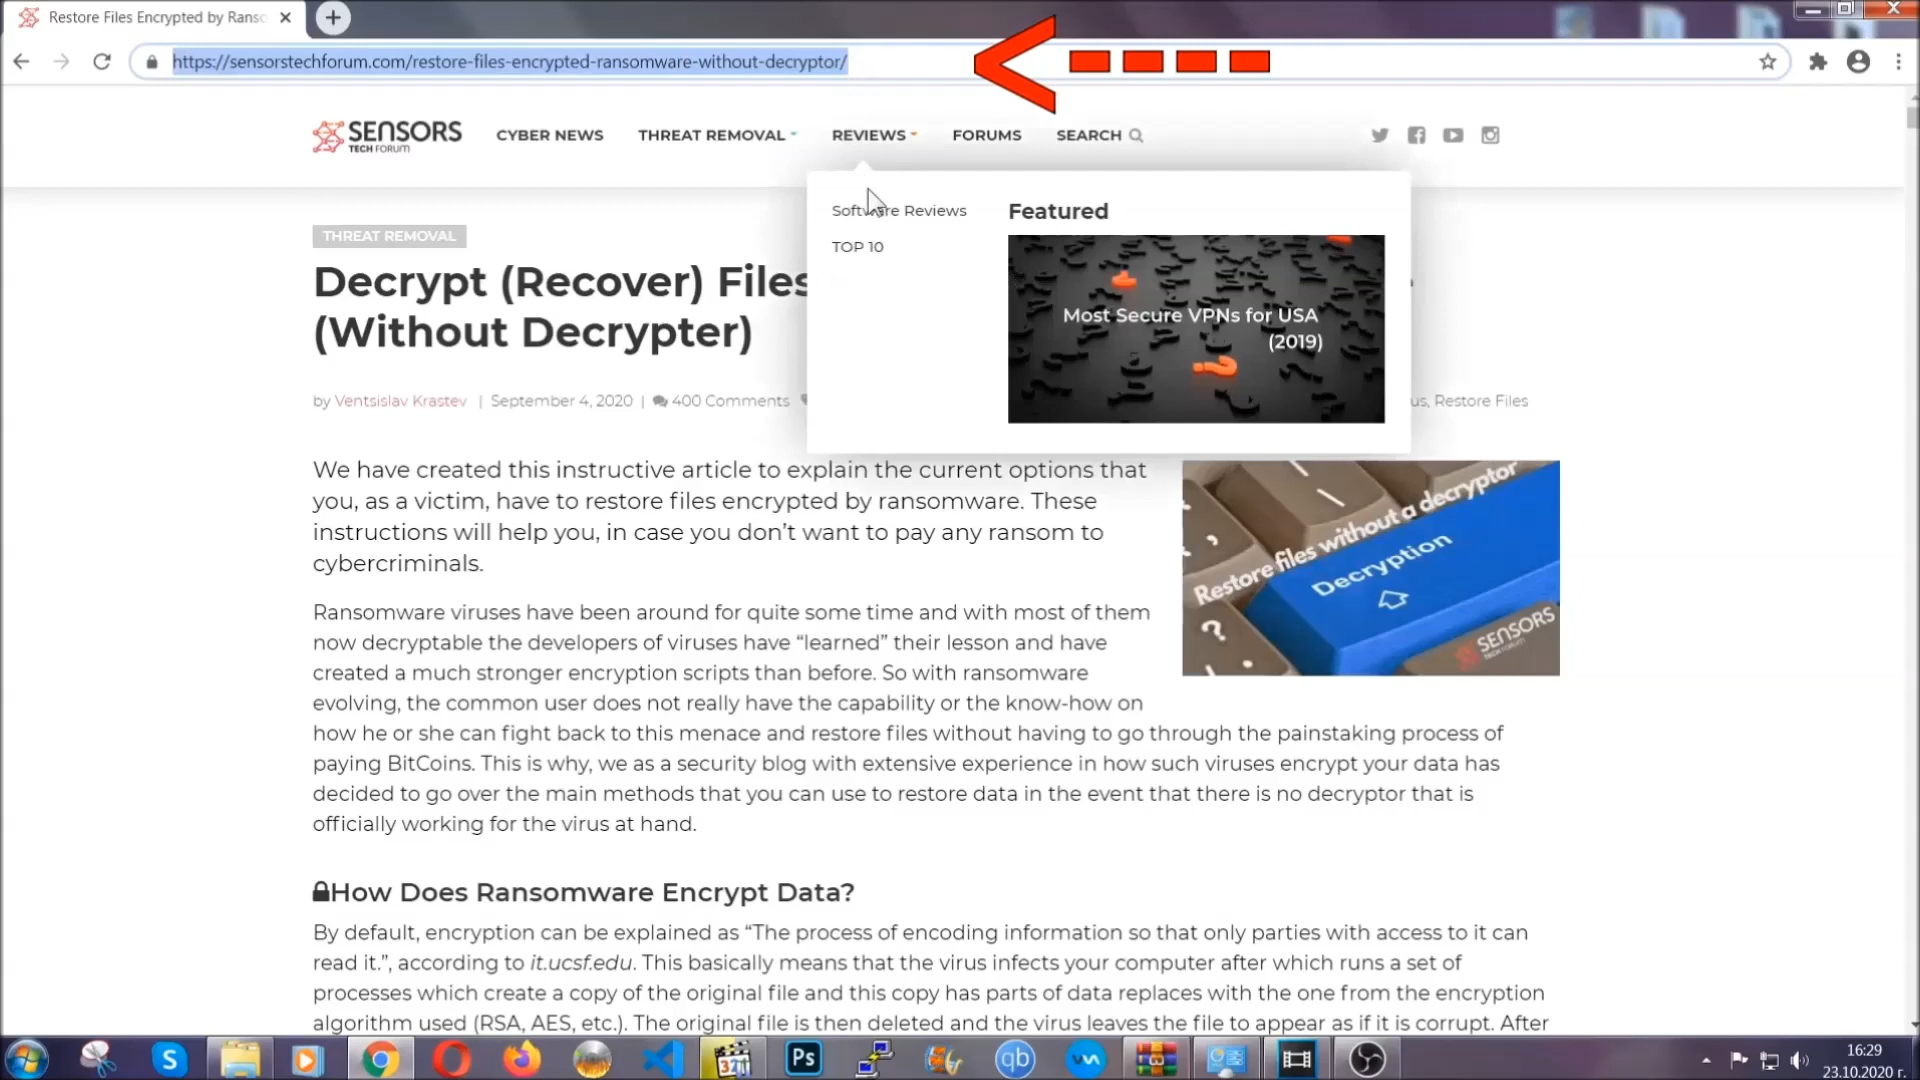 Restore Files Encrypted by Ranso
https://sensorstechforum.com/restore-files-encrypted-ransomware-without-decryptor/
SENSORS
TECH FORUM
CYBER NEWS
THREAT REMOVAL
REVIEWS
FORUMS
SEARCH
Software Reviews
TOP 10
Featured
Most Secure VPNs for USA
(2019)
THREAT REMOVAL
Decrypt (Recover) Files
(Without Decrypter)
by Ventsislav Krastev | September 4, 2020 | 400 Comments
us, Restore Files
We have created this instructive article to explain the current options that
you, as a victim, have to restore files encrypted by ransomware. These
instructions will help you, in case you don’t want to pay any ransom to
cybercriminals.
Restore files without a decryptor
Decryption
SENSORS
TECH FORUM
Ransomware viruses have been around for quite some time and with most of them
now decryptable the developers of viruses have “learned” their lesson and have
created a much stronger encryption scripts than before. So with ransomware
evolving, the common user does not really have the capability or the know-how on
how he or she can fight back to this menace and restore files without having to go through the painstaking process of
paying BitCoins. This is why, we as a security blog with extensive experience in how such viruses encrypt your data has
decided to go over the main methods that you can use to restore data in the event that there is no decryptor that is
officially working for the virus at hand.
How Does Ransomware Encrypt Data?
By default, encryption can be explained as “The process of encoding information so that only parties with access to it can
read it.”, according to it.ucsf.edu. This basically means that the virus infects your computer after which runs a set of
processes which create a copy of the original file and this copy has parts of data replaces with the one from the encryption
algorithm used (RSA, AES, etc.). The original file is then deleted and the virus leaves the file to appear as if it is corrupt. After
S
321
Ps
qb
16:29
23.10.2020 г.